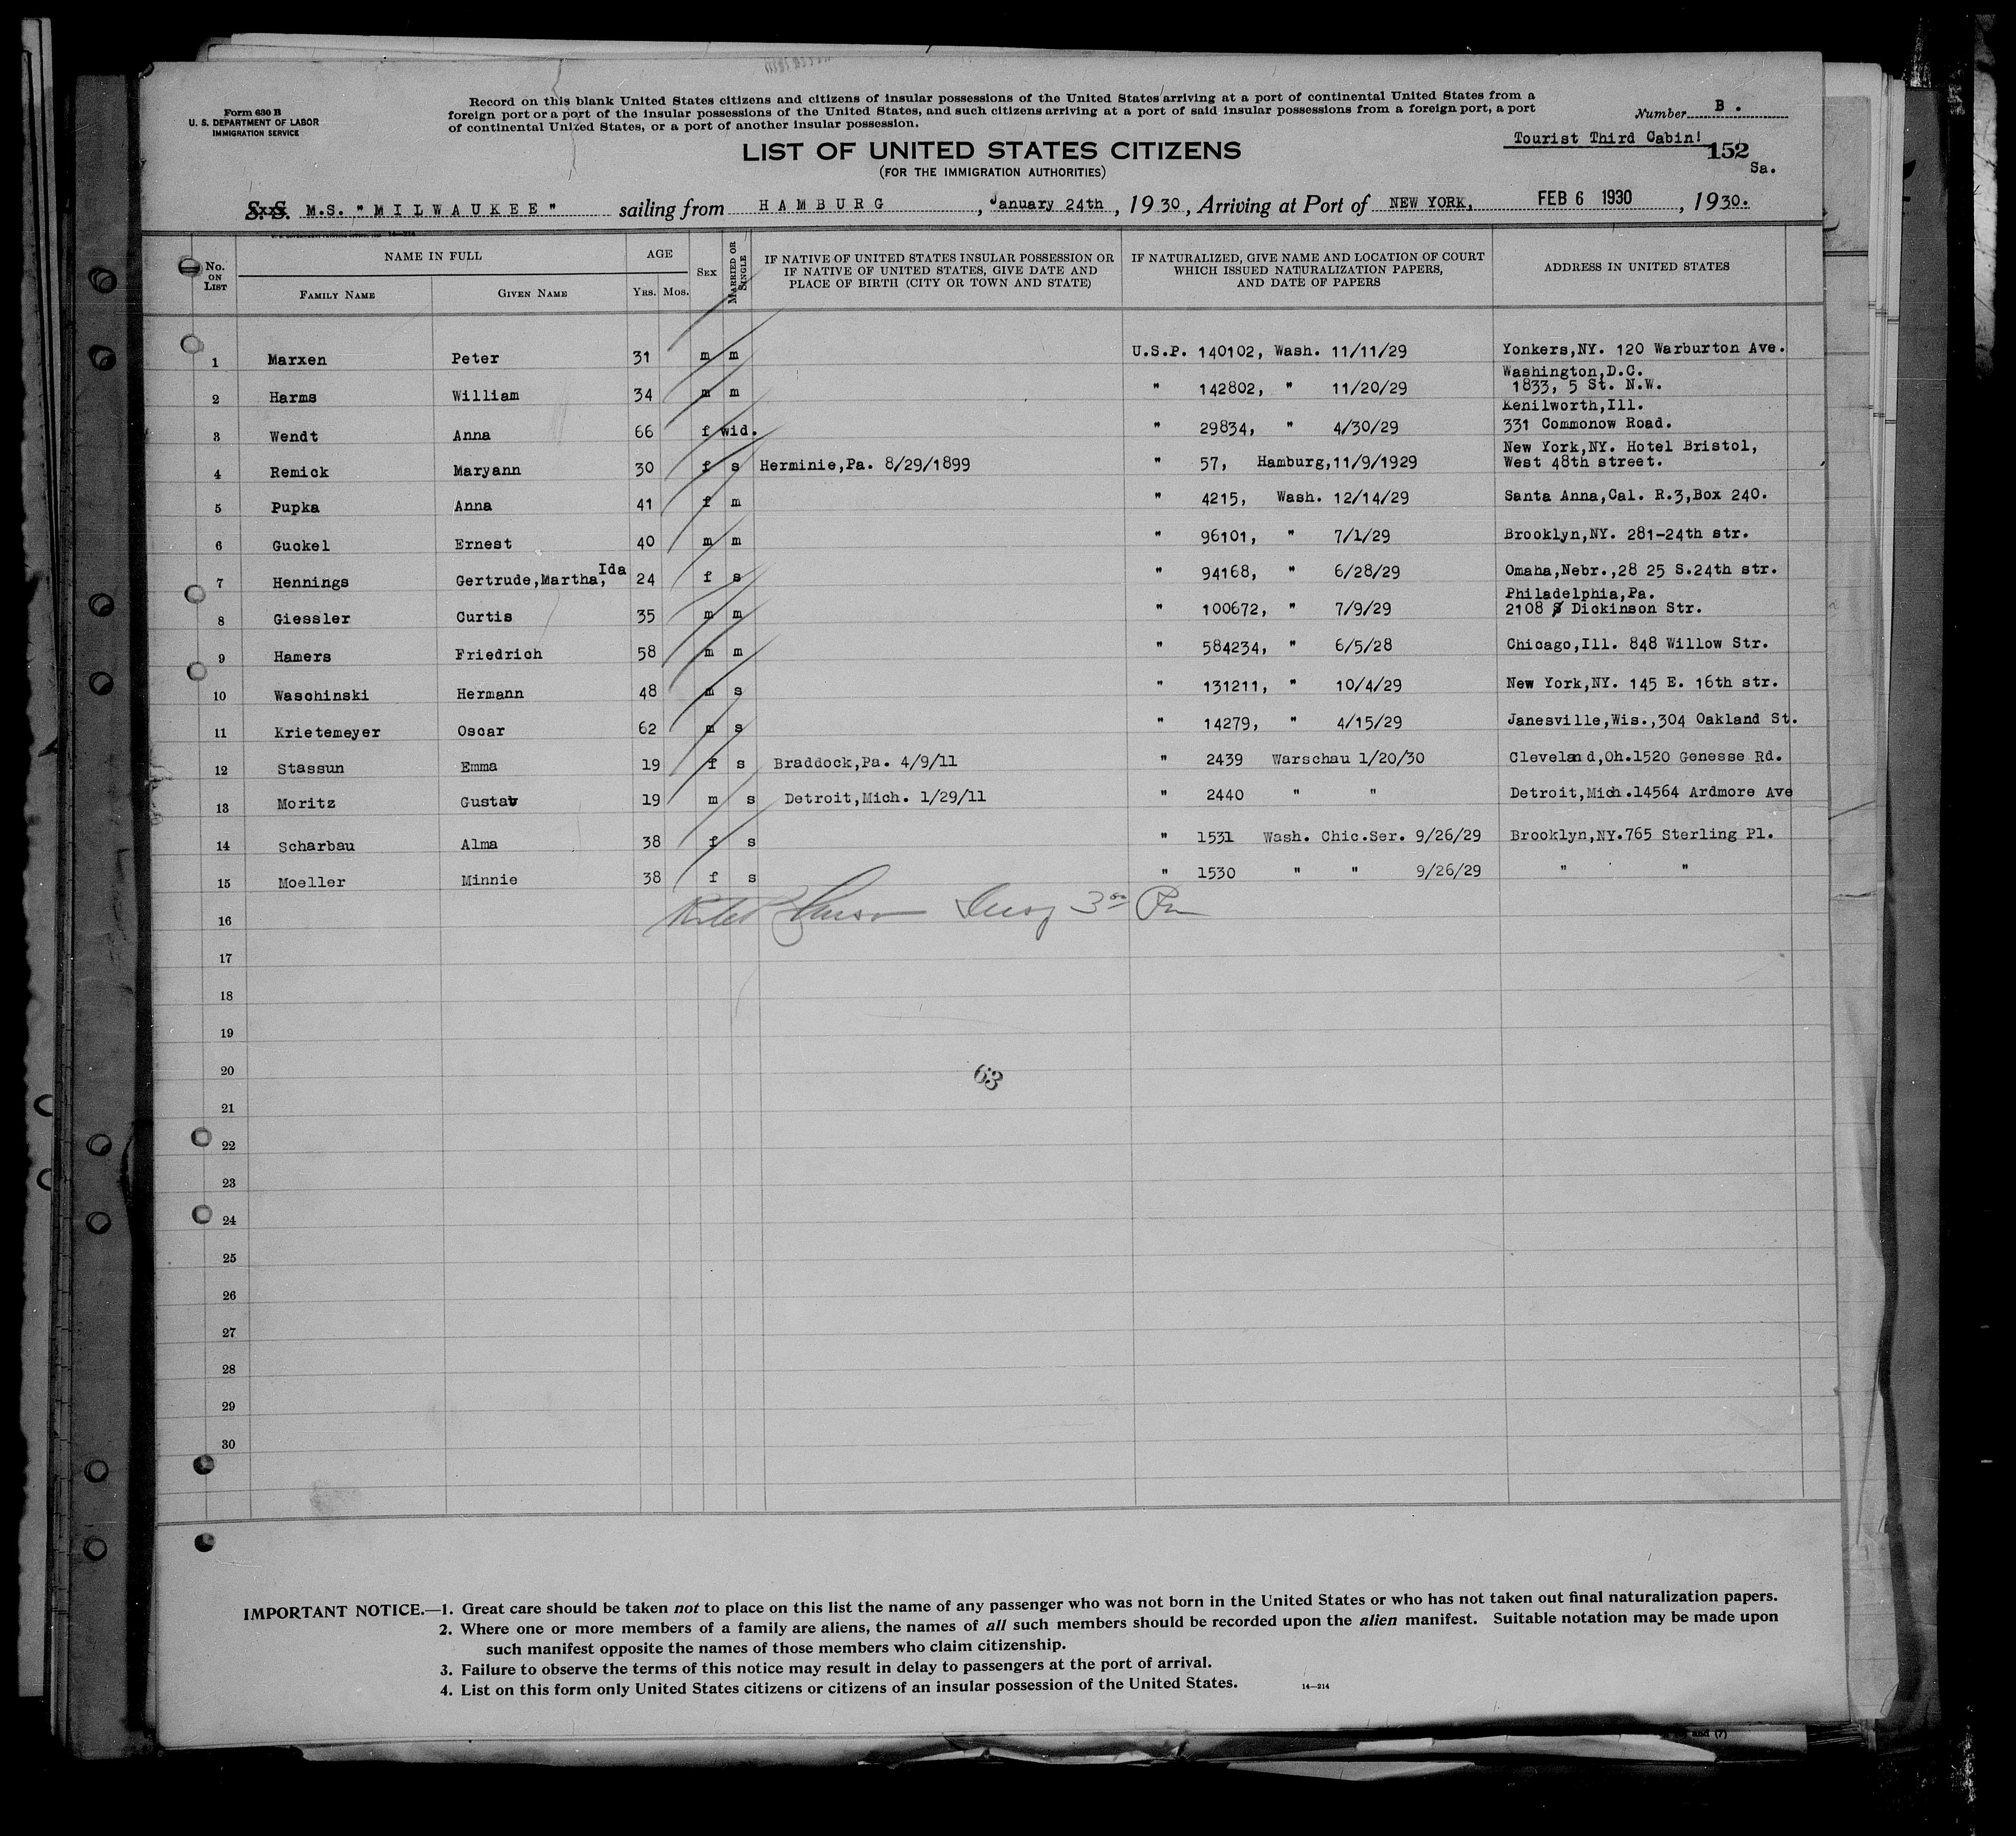 Form 630 B
U. S. DEPARTMENT OF LABOR
IMMIGRATION SERVICE
Record on this blank United States citizens and citizens of insular possessions of the United States arriving at a port of continental United States from a
foreign port or a port of the insular possessions of the United States, and such citizens arriving at a port of said insular possessions from a foreign port, a port
of continental United States, or a port of another insular possession.
Number B.
Tourist Third Cabin!
152
Sa.
LIST OF UNITED STATES CITIZENS
(FOR THE IMMIGRATION AUTHORITIES)
S. S. M.S. "MILWAUKEE" sailing from HAMBURG, January 24th, 1930, Arriving at Port of NEW YORK, FEB 6 1930, 1930.
No. ON LIST
NAME IN FULL
FAMILY NAME GIVEN NAME
AGE
YRS. MOS.
SEX
MARRIED OR SINGLE
IF NATIVE OF UNITED STATES INSULAR POSSESSION OR
IF NATIVE OF UNITED STATES, GIVE DATE AND
PLACE OF BIRTH (CITY OR TOWN AND STATE)
IF NATURALIZED, GIVE NAME AND LOCATION OF COURT
WHICH ISSUED NATURALIZATION PAPERS,
AND DATE OF PAPERS
ADDRESS IN UNITED STATES
1 Marxen Peter 31 m m U.S.P. 140102, Wash. 11/11/29 Yonkers,NY. 120 Warburton Ave.
2 Harms William 34 m m " 142802, " 11/20/29 Washington,D.C.
1833, 5 St. N.W.
3 Wendt Anna 66 f wid. " 29834, " 4/30/29 Kenilworth,Ill.
331 Commonow Road.
4 Remick Maryann 30 f s Herminie,Pa. 8/29/1899 " 57, Hamburg,11/9/1929 New York,NY. Hotel Bristol,
West 48th street.
5 Pupka Anna 41 f m " 4215, Wash. 12/14/29 Santa Anna,Cal. R.3,Box 240.
6 Guckel Ernest 40 m m " 96101, " 7/1/29 Brooklyn,NY. 281-24th str.
7 Hennings Gertrude,Martha, Ida 24 f s " 94168, " 6/28/29 Omaha,Nebr.,28 25 S.24th str.
8 Giessler Curtis 35 m m " 100672, " 7/9/29 Philadelphia,Pa.
2108 S Dickinson Str.
9 Hamers Friedrich 58 m m " 584234, " 6/5/28 Chicago,Ill. 848 Willow Str.
10 Waschinski Hermann 48 m s " 131211, " 10/4/29 New York,NY. 145 E. 16th str.
11 Krietemeyer Oscar 62 m s " 14279, " 4/15/29 Janesville,Wis.,304 Oakland St.
12 Stassun Emma 19 f s Braddock,Pa. 4/9/11 " 2439 Warschau 1/20/30 Cleveland,Oh.1520 Genesse Rd.
13 Moritz Gustav 19 m s Detroit,Mich. 1/29/11 " 2440 " " Detroit,Mich.14564 Ardmore Ave
14 Scharbau Alma 38 f s " 1531 Wash. Chic.Ser. 9/26/29 Brooklyn,NY.765 Sterling Pl.
15 Moeller Minnie 38 f s " 1530 " " 9/26/29 " "
16
17
18
19
20
63
21
22
23
24
25
26
27
28
29
30
IMPORTANT NOTICE.—1. Great care should be taken not to place on this list the name of any passenger who was not born in the United States or who has not taken out final naturalization papers.
2. Where one or more members of a family are aliens, the names of all such members should be recorded upon the alien manifest. Suitable notation may be made upon
such manifest opposite the names of those members who claim citizenship.
3. Failure to observe the terms of this notice may result in delay to passengers at the port of arrival.
4. List on this form only United States citizens or citizens of an insular possession of the United States.
14—214
and (7)